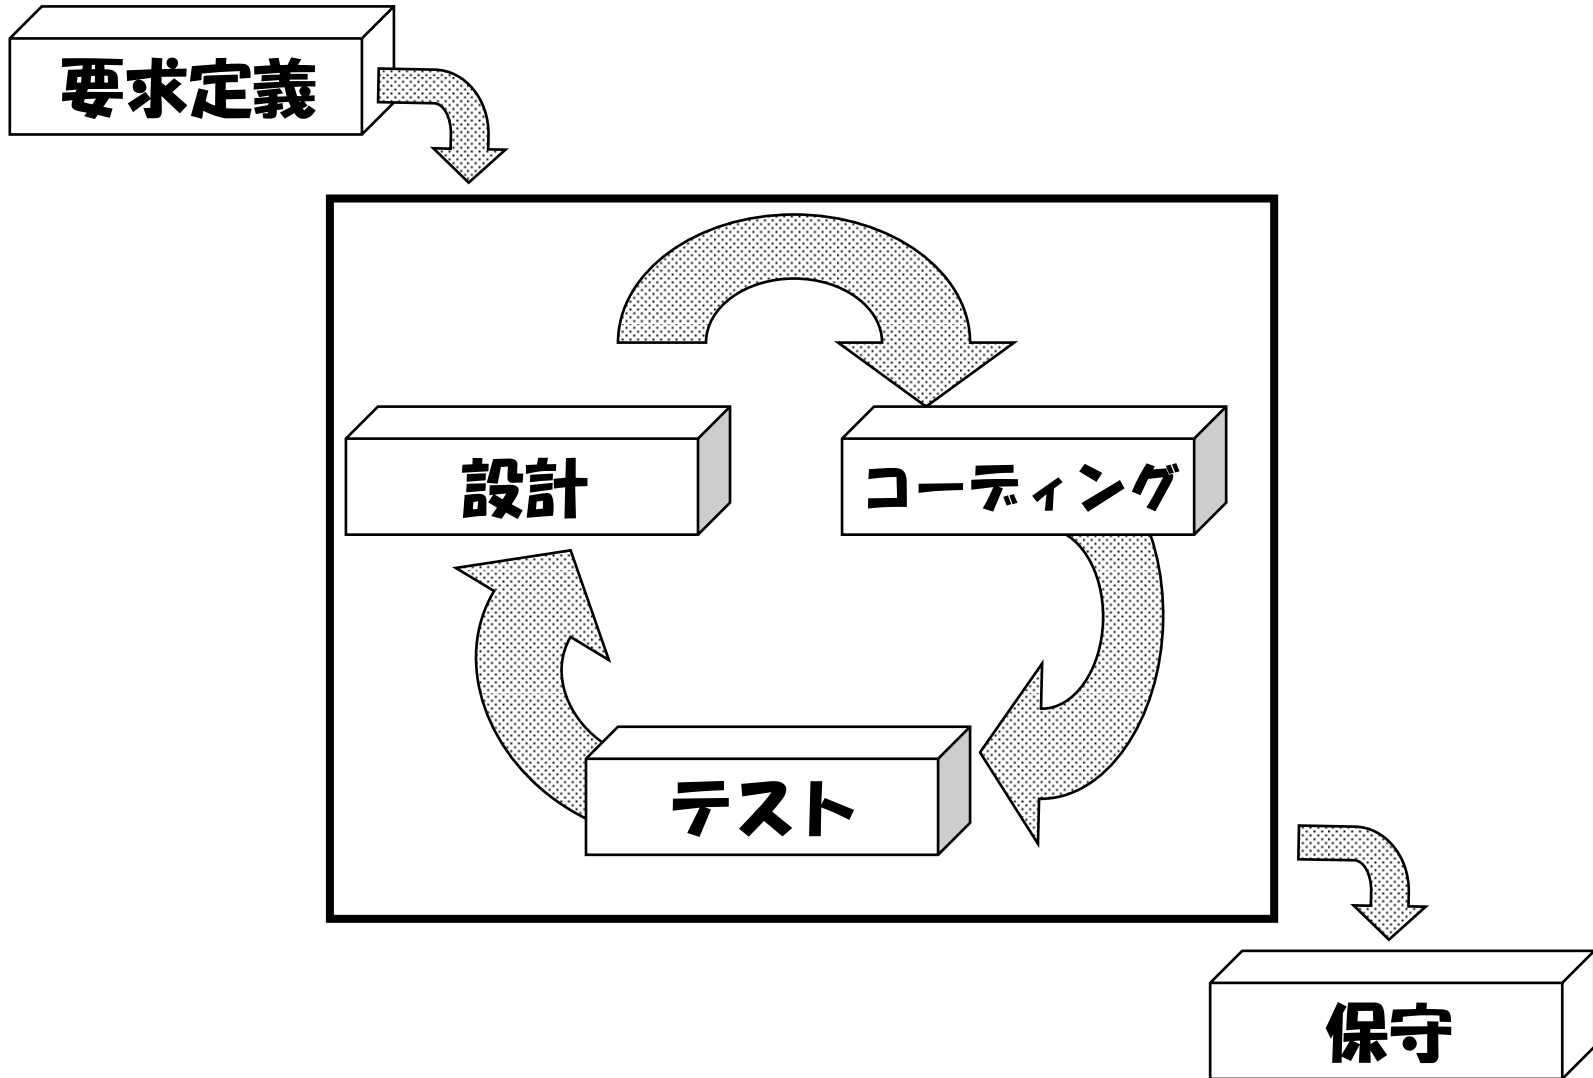 要求定義
設計
コーディング
テスト
保守